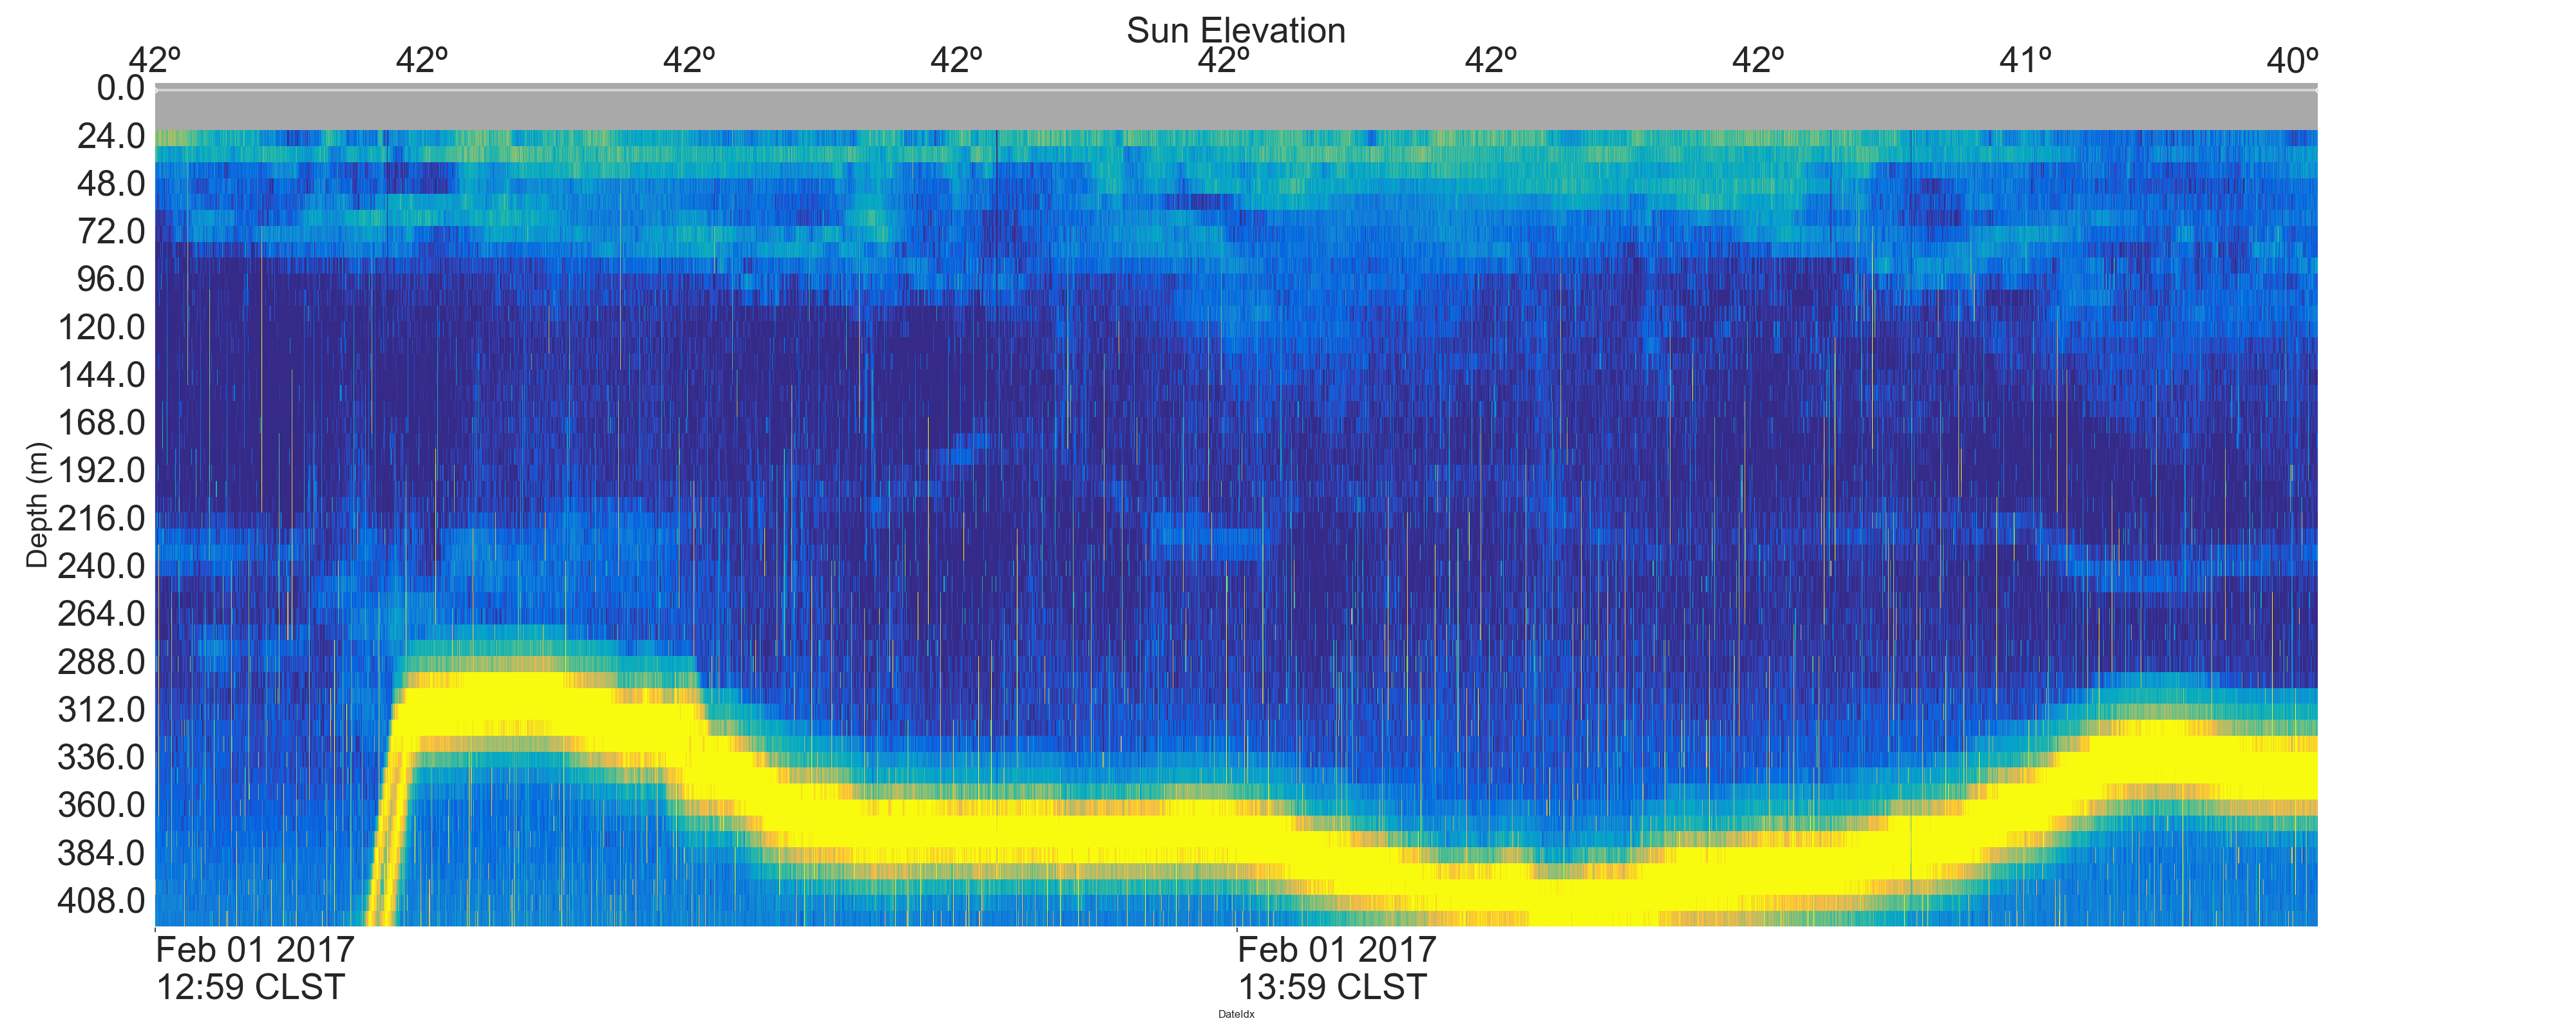 Sun Elevation
42º 42º 42º 42º 42º 42º 42º 41º 40º
0.0
24.0
48.0
72.0
96.0
120.0
144.0
168.0
192.0
216.0
240.0
264.0
288.0
312.0
336.0
360.0
384.0
408.0
Depth (m)
Feb 01 2017
12:59 CLST
Feb 01 2017
13:59 CLST
DateIdx